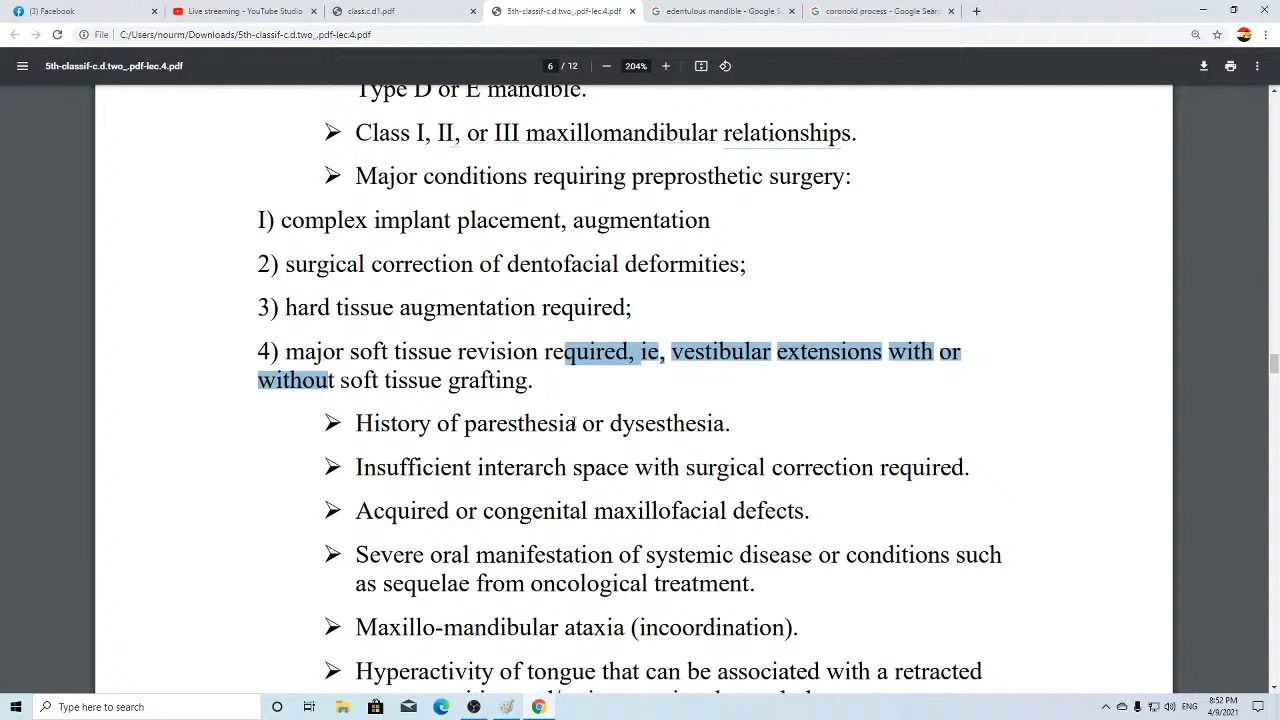 (3) Facebook
Live streaming - YouTube Studio
class.c.d1.pdf
5th-classif-c.d.two_.pdf-lec.4.pdf
edentulous mandible - Google S
coronoid process - Google Sear
File
C:/Users/nourm/Downloads/5th-classif-c.d.two_.pdf-lec.4.pdf
5th-classif-c.d.two_.pdf-lec.4.pdf
6 / 12
204%
Type D or E mandible.
➢ Class I, II, or III maxillomandibular relationships.
➢ Major conditions requiring preprosthetic surgery:
I) complex implant placement, augmentation
2) surgical correction of dentofacial deformities;
3) hard tissue augmentation required;
4) major soft tissue revision required, ie, vestibular extensions with or
without soft tissue grafting.
➢ History of paresthesia or dysesthesia.
➢ Insufficient interarch space with surgical correction required.
➢ Acquired or congenital maxillofacial defects.
➢ Severe oral manifestation of systemic disease or conditions such
as sequelae from oncological treatment.
➢ Maxillo-mandibular ataxia (incoordination).
➢ Hyperactivity of tongue that can be associated with a retracted
Type here to search
ENG
8:52 PM
4/9/2021